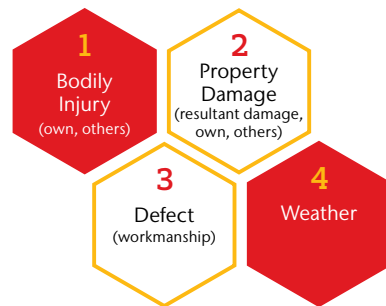 1
Bodily
Injury
(own, others)
2
Property
Damage
(resultant damage,
own, others)
3
Defect
(workmanship)
4
Weather